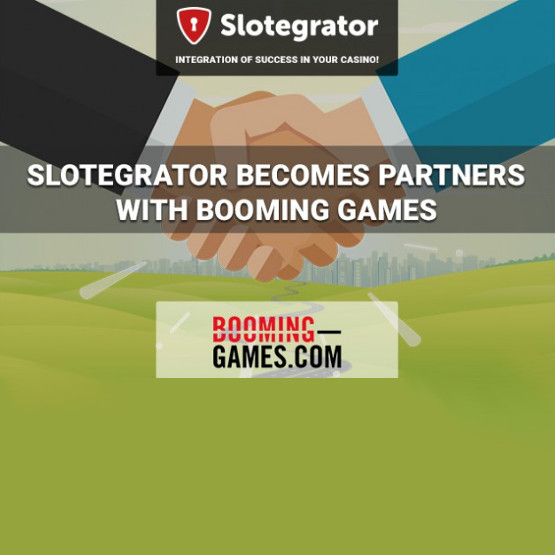 Slotegrator
INTEGRATION OF SUCCESS IN YOUR CASINO!
SLOTEGRATOR BECOMES PARTNERS
WITH BOOMING GAMES
BOOMING—
GAMES.COM